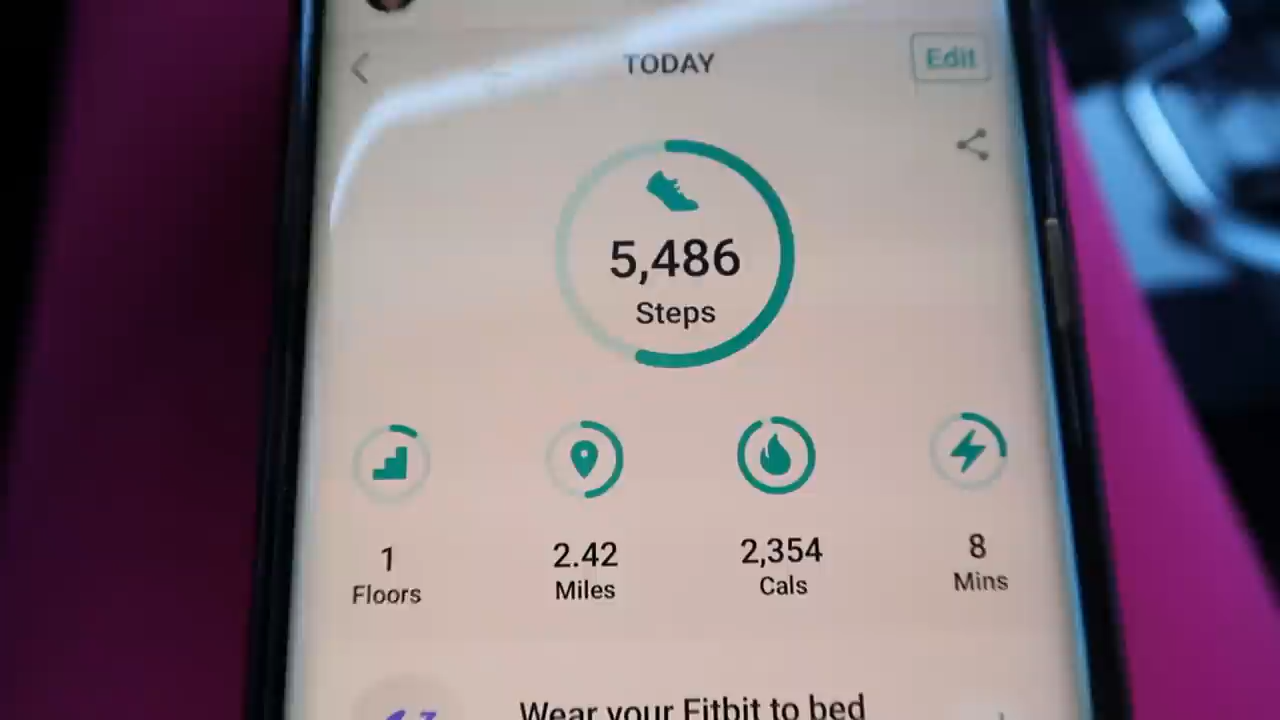 TODAY
Edit
5,486
Steps
1
Floors
2.42
Miles
2,354
Cals
8
Mins
Wear your Fitbit to bed